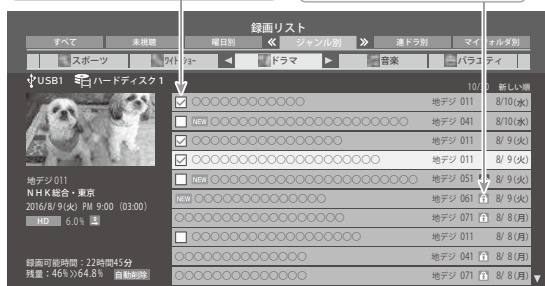 録画リスト
すべて 未視聴 曜日別 ≪ ジャンル別 ≫ 連ドラ別 マイフォルダ別
スポーツ ワイドショー ◀ ドラマ ▶ 音楽 バラエティ
USB1 ハードディスク1
10/30 新しい順
○○○○○○○○○○○○ 地デジ 011 8/10(水)
NEW ○○○○○○○○○○○○○○○○○○○○○○ 地デジ 041 8/10(水)
○○○○○○○○○○○○○○○○ 地デジ 011 8/ 9(火)
○○○○○○○○○○○○○○○○○○○○ 地デジ 011 8/ 9(火)
NEW ○○○○○○○○○○○○○○○○○○○○○○○ 地デジ 051 8/ 9(火)
NEW ○○○○○○○○○○○○○○ 地デジ 061 8/ 9(火)
○○○○○○○○○○○○○○○○○○ 地デジ 071 8/ 8(月)
○○○○○○○○○○○○○○○○○○ 地デジ 011 8/ 8(月)
○○○○○○○○○○○○○○○○○○○○ 地デジ 041 8/ 8(月)
○○○○○○○○○○○○○○○ 地デジ 071 8/ 8(月) ▼
地デジ011
NHK総合・東京
2016/8/ 9(火) PM 9:00 (03:00)
HD 6.0%
録画可能時間：22時間45分
残量：46%≫64.8% 自動削除